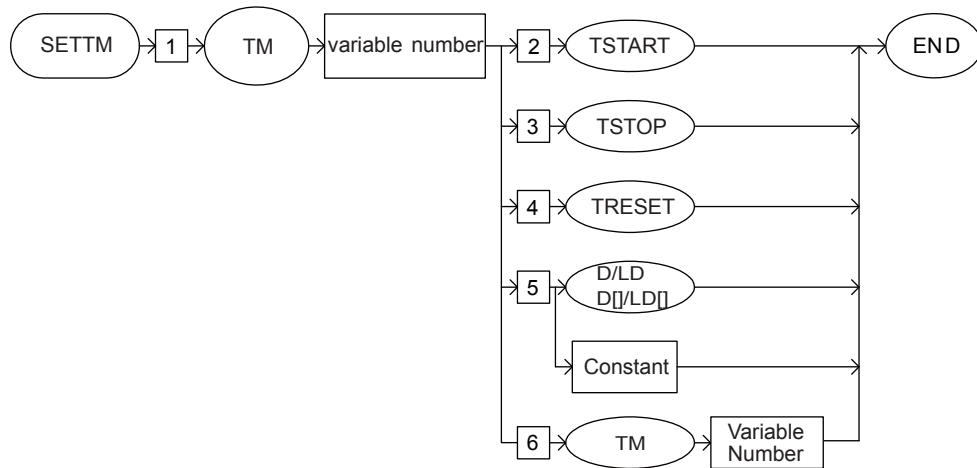 SETTM 1 TM variable number 2 TSTART END
3 TSTOP
4 TRESET
5 D/LD
D[]/LD[]
Constant
6 TM Variable
Number